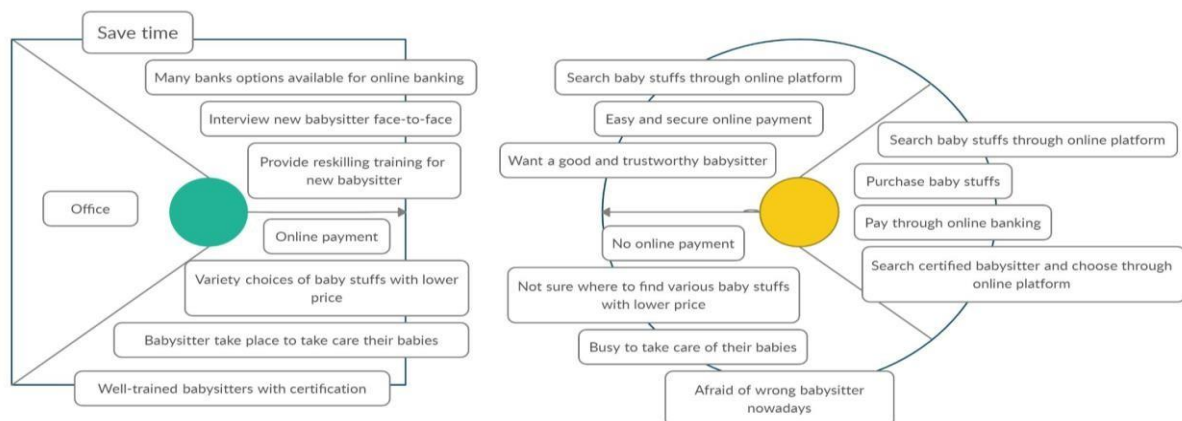 Save time
Many banks options available for online banking
Interview new babysitter face-to-face
Provide reskilling training for
new babysitter
Office
Online payment
Variety choices of baby stuffs with lower
price
Babysitter take place to take care their babies
Well-trained babysitters with certification
Search baby stuffs through online platform
Easy and secure online payment
Want a good and trustworthy babysitter
No online payment
Not sure where to find various baby stuffs
with lower price
Busy to take care of their babies
Afraid of wrong babysitter
nowadays
Search baby stuffs through online platform
Purchase baby stuffs
Pay through online banking
Search certified babysitter and choose through
online platform